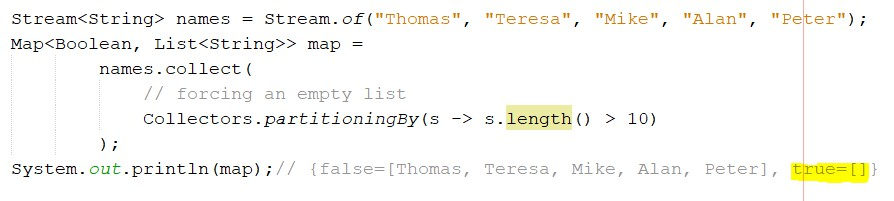 Stream<String> names = Stream.of("Thomas", "Teresa", "Mike", "Alan", "Peter");
Map<Boolean, List<String>> map =
names.collect(
// forcing an empty list
Collectors.partitioningBy(s -> s.length() > 10)
);
System.out.println(map);// {false=[Thomas, Teresa, Mike, Alan, Peter], true=[]}